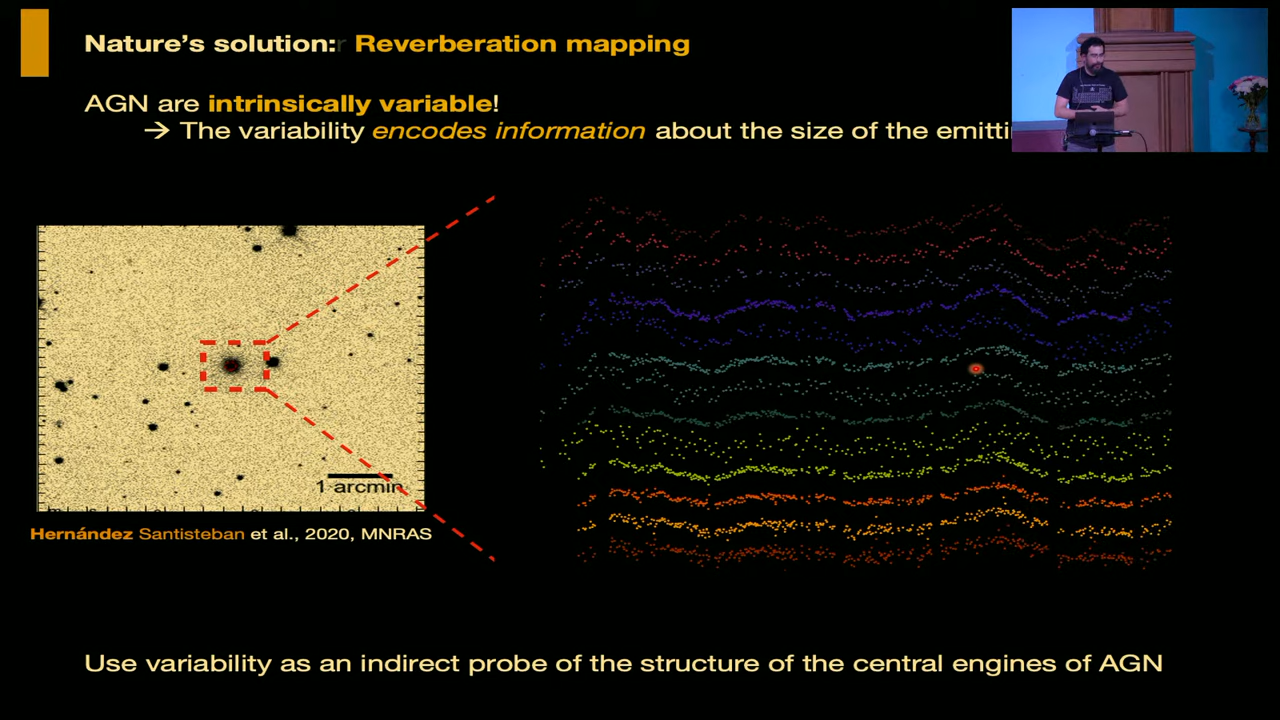 Nature's solution: Reverberation mapping
AGN are intrinsically variable!
→ The variability encodes information about the size of the emitti
1 arcmin
Hernández Santisteban et al., 2020, MNRAS
Use variability as an indirect probe of the structure of the central engines of AGN